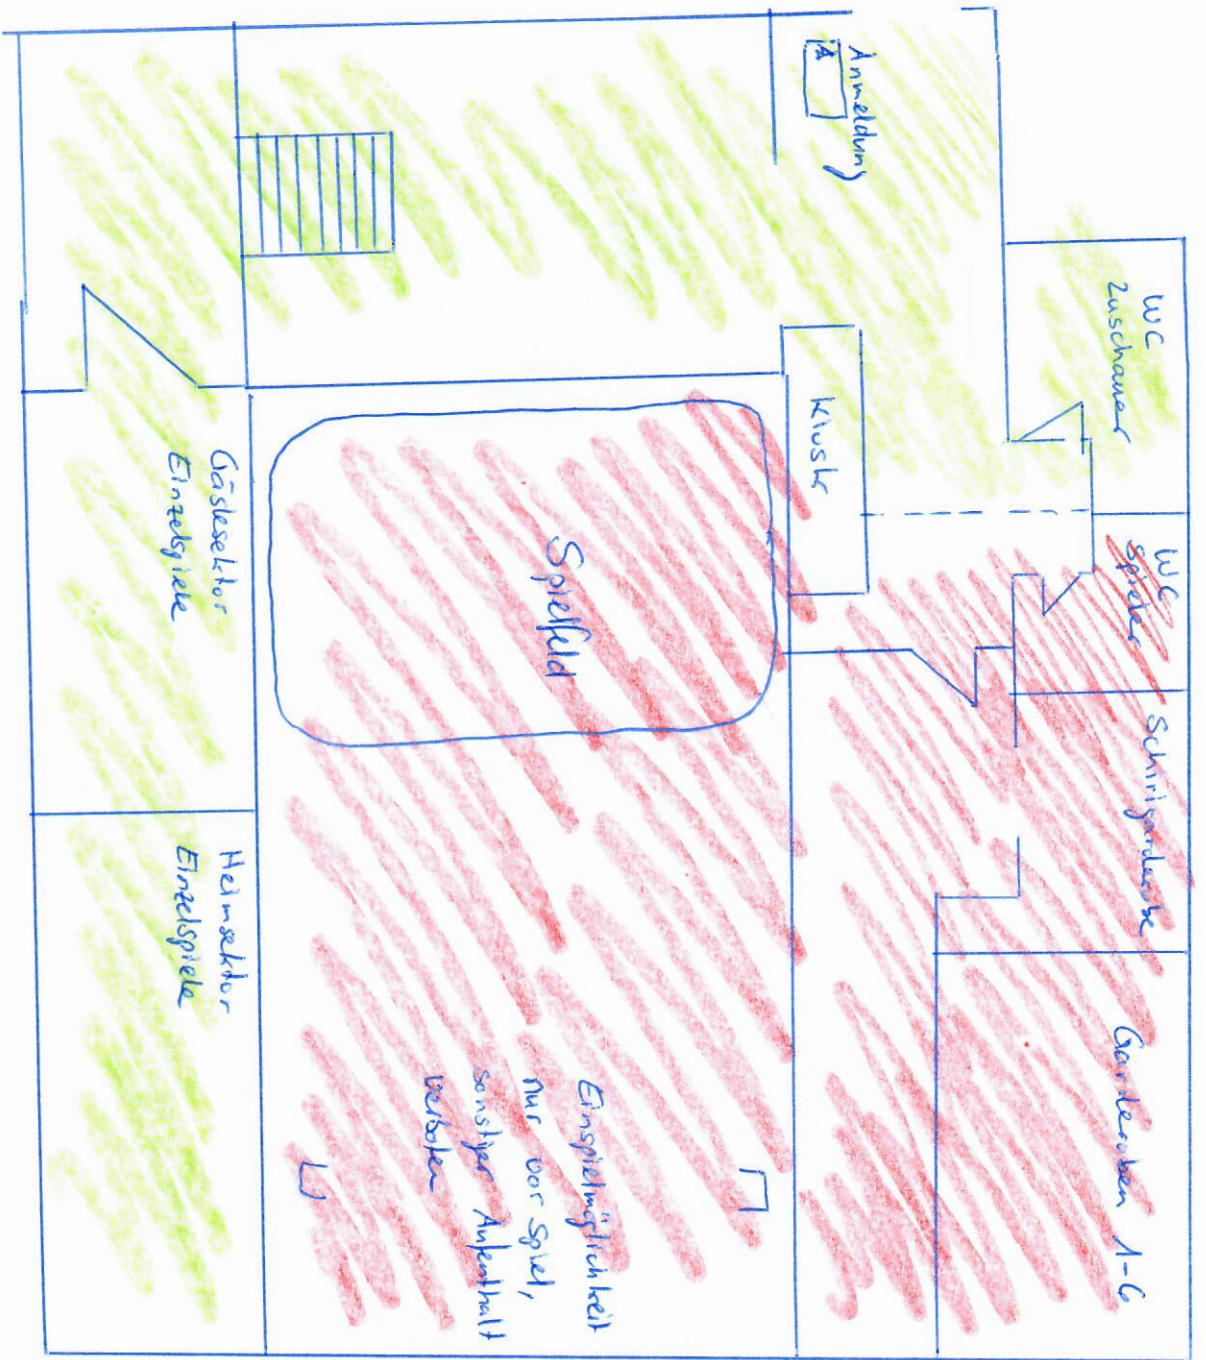 WC
Zuschauer
WC
Spieler
Schirigarderobe
Garderoben 1-6
Anmeldung
Kiosk
Spielfeld
Einspielmöglichkeit
nur vor Spiel,
sonstiger Aufenthalt
verboten
Gästesektor
Einzelspiele
Heimsektor
Einzelspiele